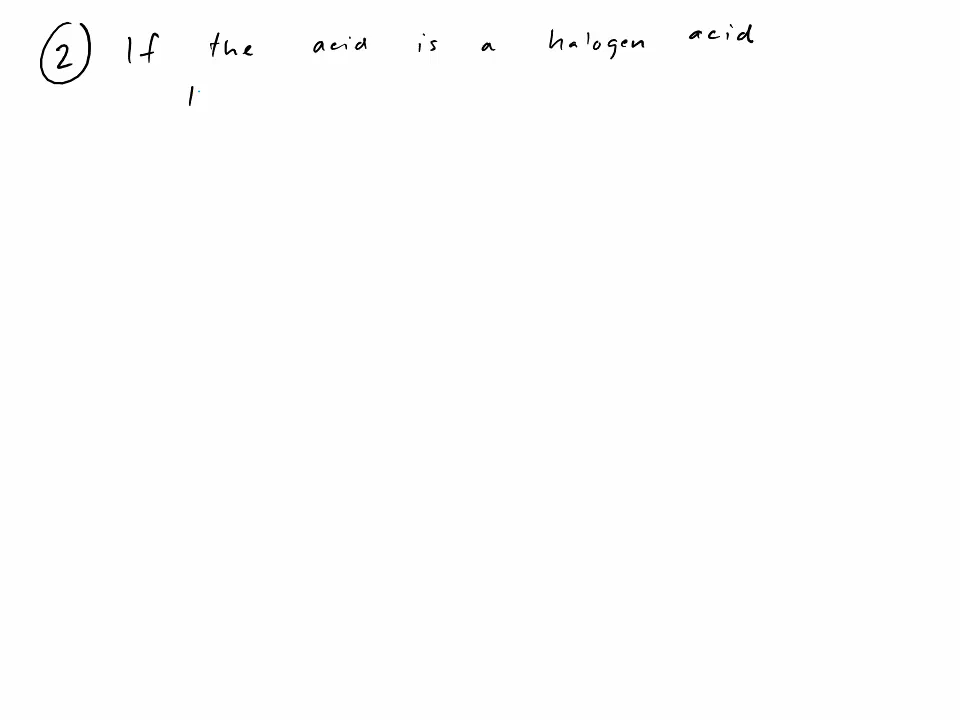 ② If the acid is a halogen acid